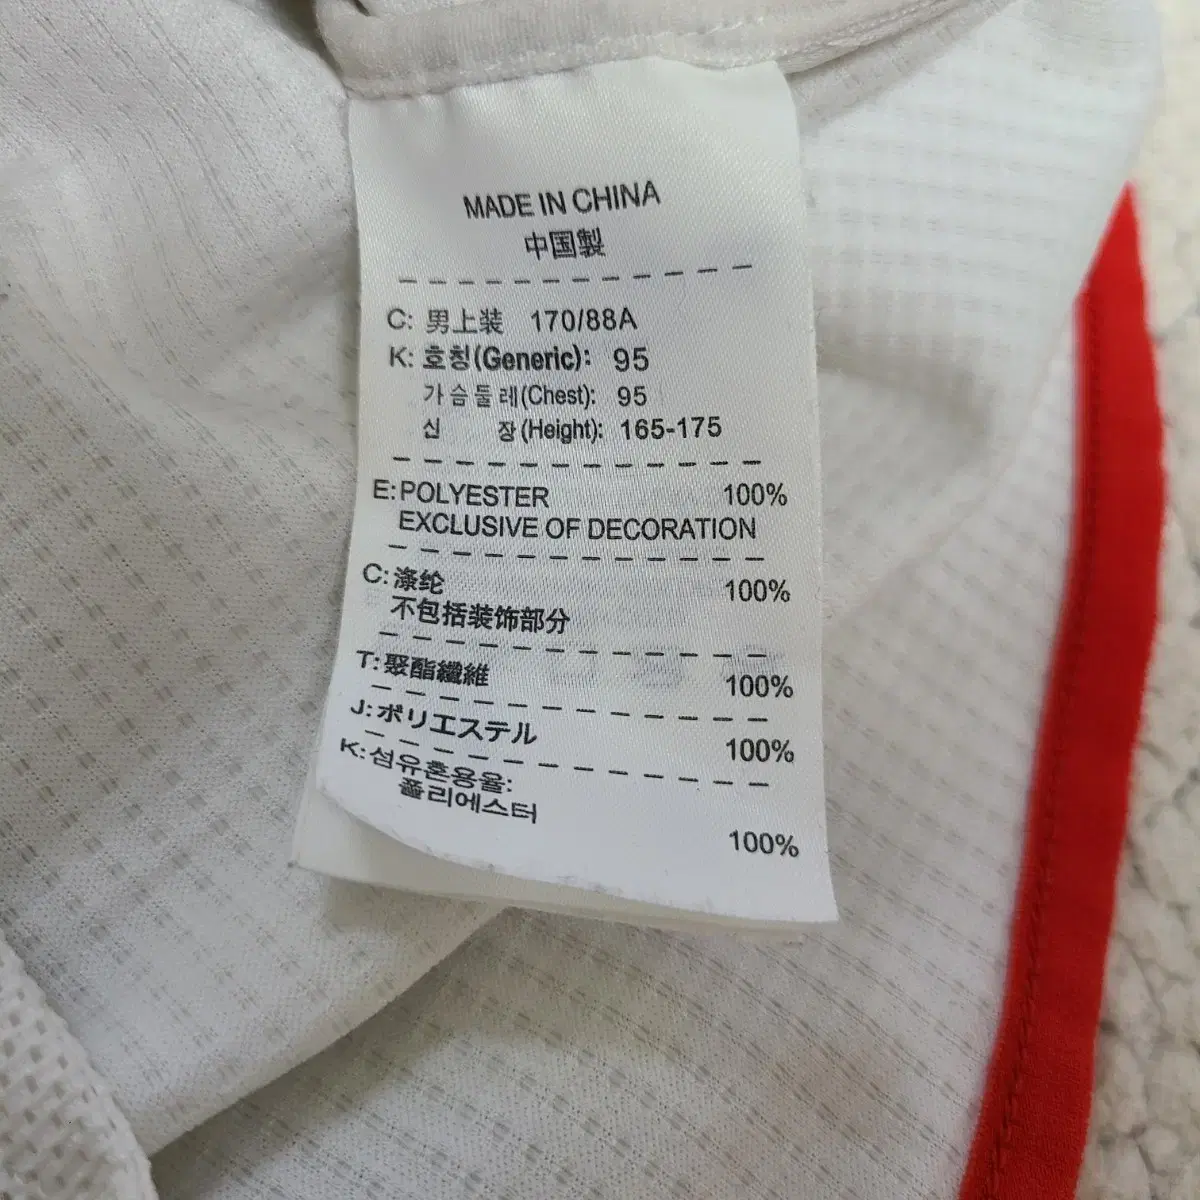 MADE IN CHINA
中国製
C: 男上装 170/88A
K: 호칭(Generic): 95
가슴둘레(Chest): 95
신 장(Height): 165-175
E: POLYESTER 100%
EXCLUSIVE OF DECORATION
C: 涤纶 100%
不包括装饰部分
T: 聚酯纖維 100%
J: ポリエステル 100%
K: 섬유혼용율:
폴리에스터 100%